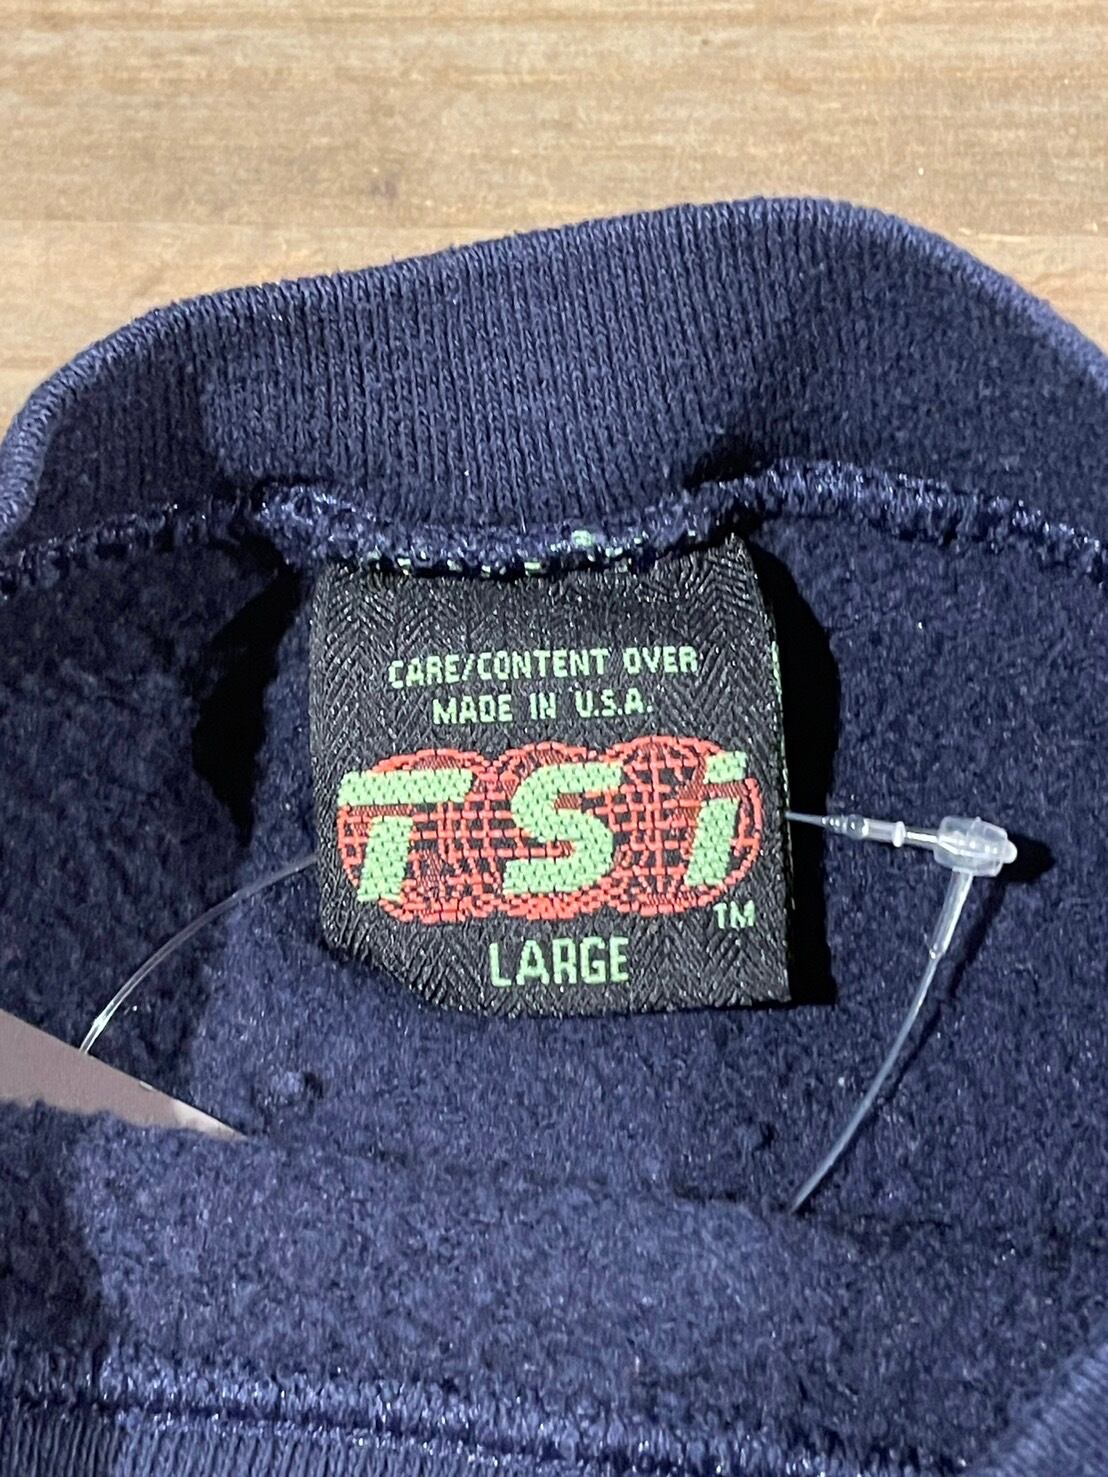 CARE/CONTENT OVER
MADE IN U.S.A.
TSi
TM
LARGE